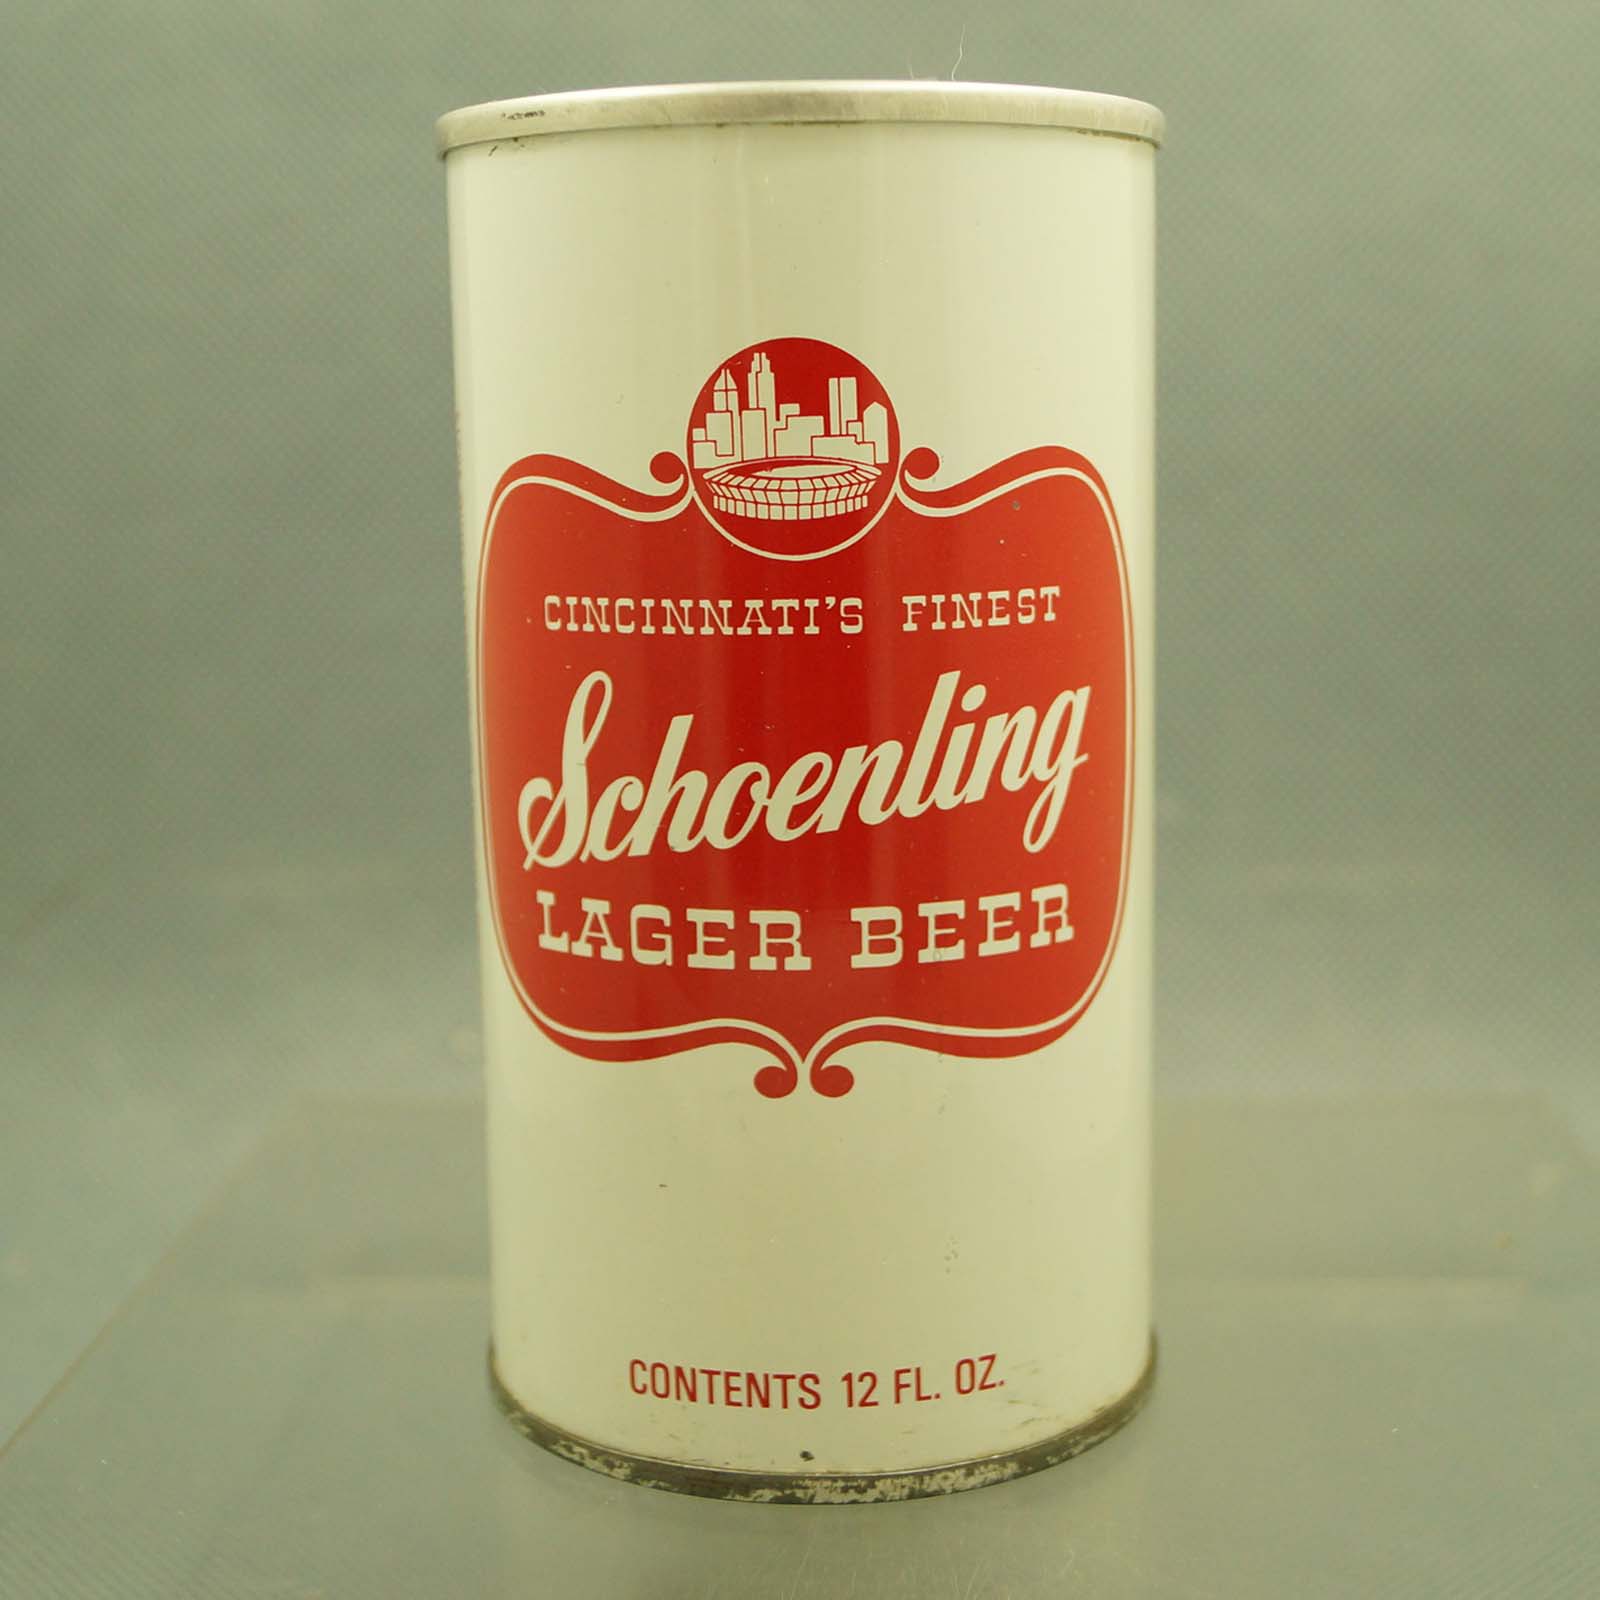 CINCINNATI'S FINEST
Schoenling
LAGER BEER
CONTENTS 12 FL. OZ.